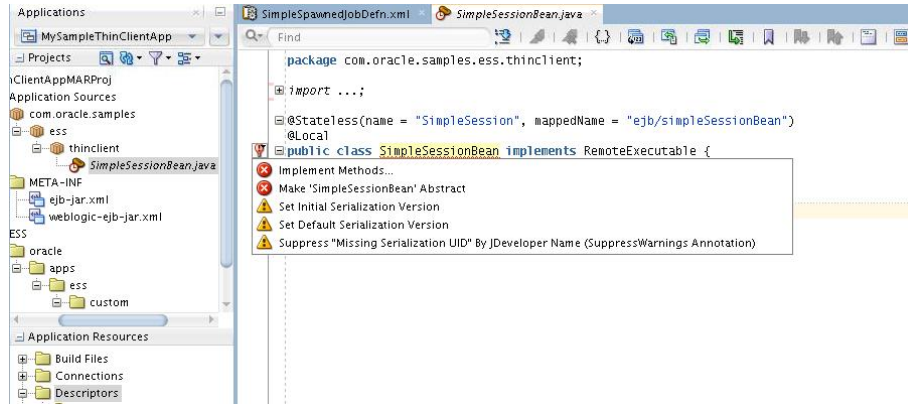 Applications
MySampleThinClientApp
Projects
ClientAppMARProj
Application Sources
com.oracle.samples
ess
thinclient
SimpleSessionBean.java
META-INF
ejb-jar.xml
weblogic-ejb-jar.xml
ESS
oracle
apps
ess
custom
Application Resources
Build Files
Connections
Descriptors
SimpleSpawnedJobDefn.xml
SimpleSessionBean.java
Find
package com.oracle.samples.ess.thinclient;
import ...;
@Stateless(name = "SimpleSession", mappedName = "ejb/simpleSessionBean")
@Local
public class SimpleSessionBean implements RemoteExecutable {
Implement Methods...
Make 'SimpleSessionBean' Abstract
Set Initial Serialization Version
Set Default Serialization Version
Suppress "Missing Serialization UID" By JDeveloper Name (SuppressWarnings Annotation)